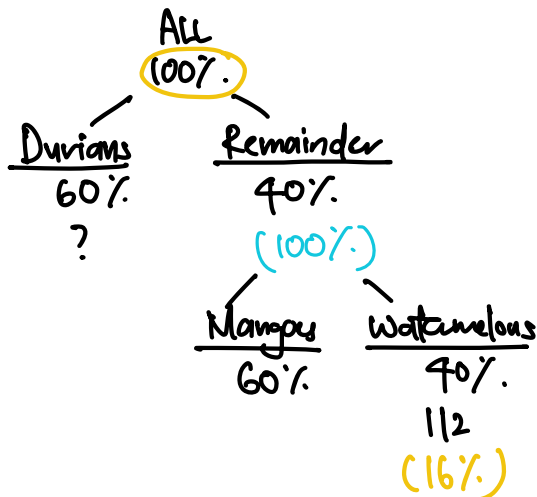 ALL
100%.
Durians
Remainder
60%
40%.
?
(100%.)
Mangoes
Watermelons
60%
40%.
112
(16%.)